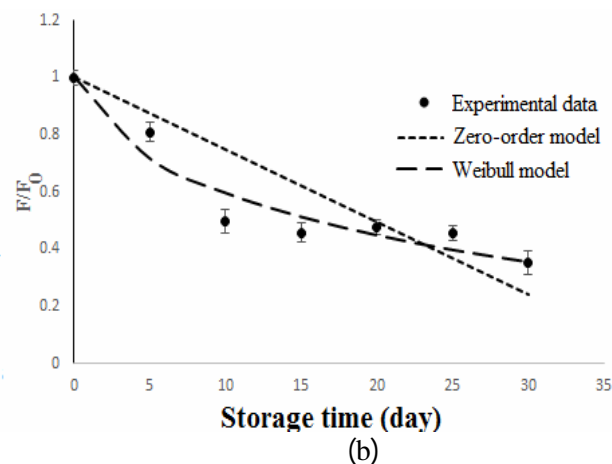 1.2
1
0.8
0.6
0.4
0.2
0
F/F0
Experimental data
Zero-order model
Weibull model
0 5 10 15 20 25 30 35
Storage time (day)
(b)